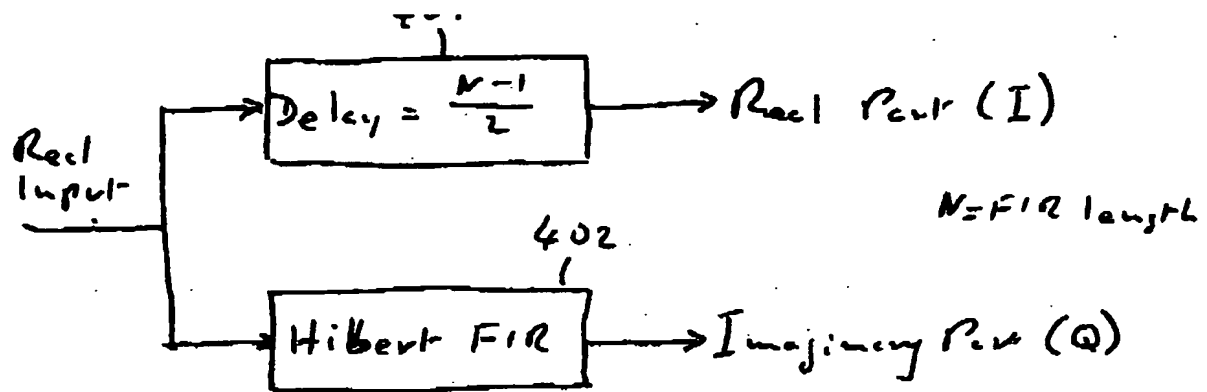 Delay = N-1/2
Real Part (I)
Real
Input
N=FIR length
402
Hilbert FIR
Imaginary Part (Q)